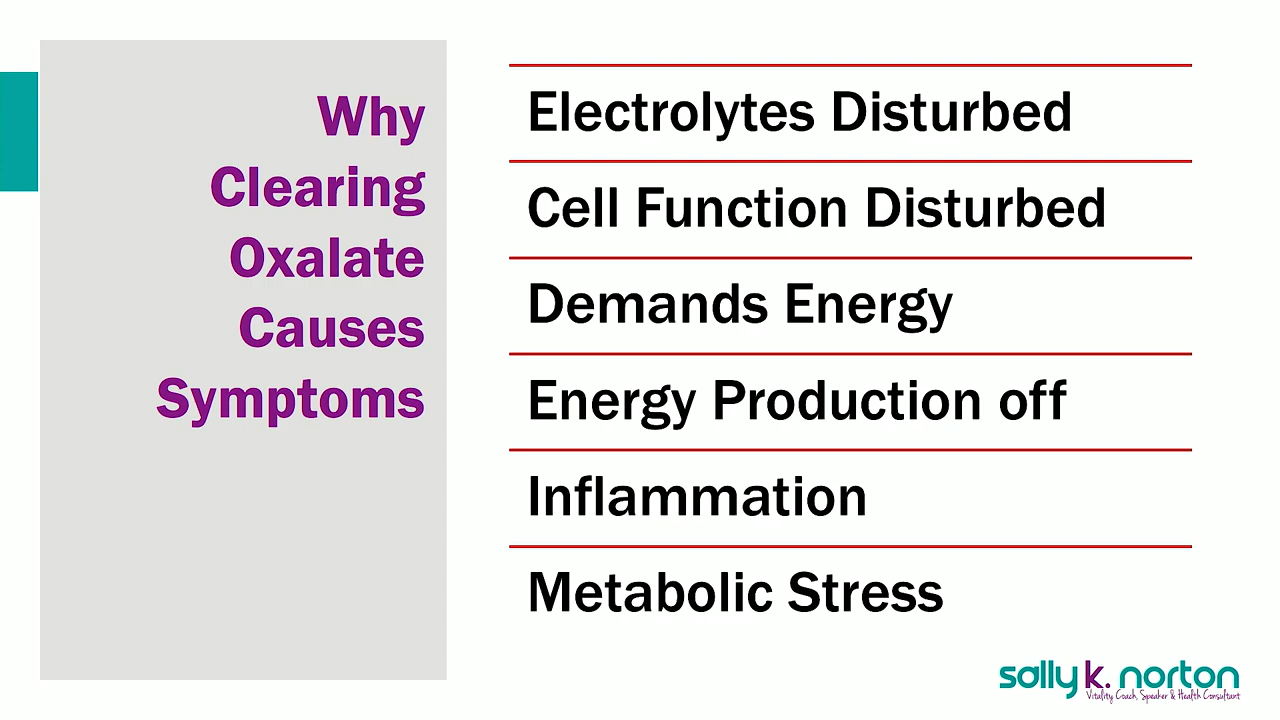 Why
Clearing
Oxalate
Causes
Symptoms
Electrolytes Disturbed
Cell Function Disturbed
Demands Energy
Energy Production off
Inflammation
Metabolic Stress
sally k. norton
Vitality Coach, Speaker & Health Consultant